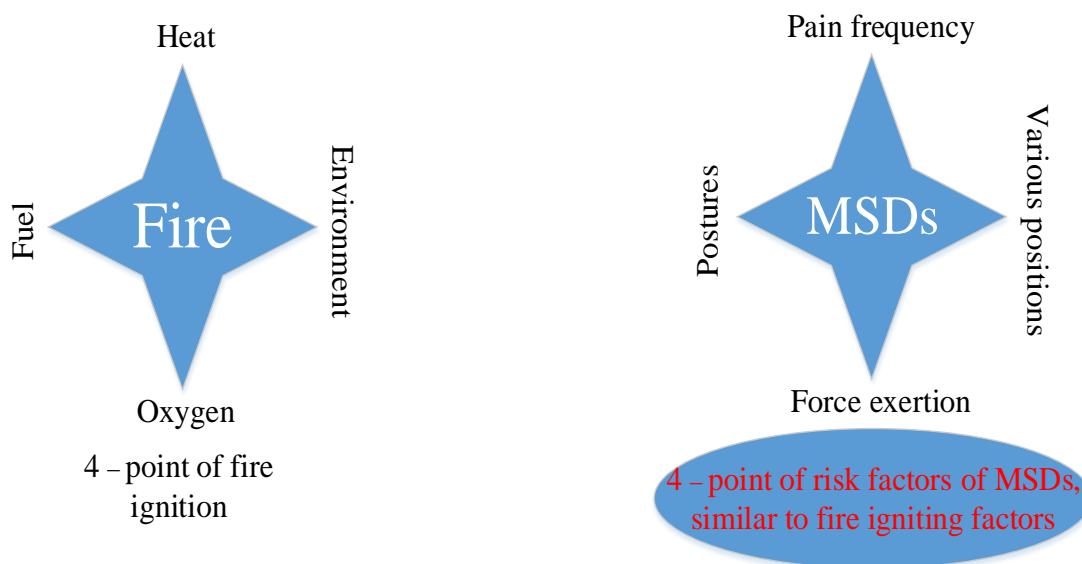 Heat
Fuel
Fire
Environment
Oxygen
4 – point of fire
ignition
Pain frequency
Postures
MSDs
Various positions
Force exertion
4 – point of risk factors of MSDs,
similar to fire igniting factors